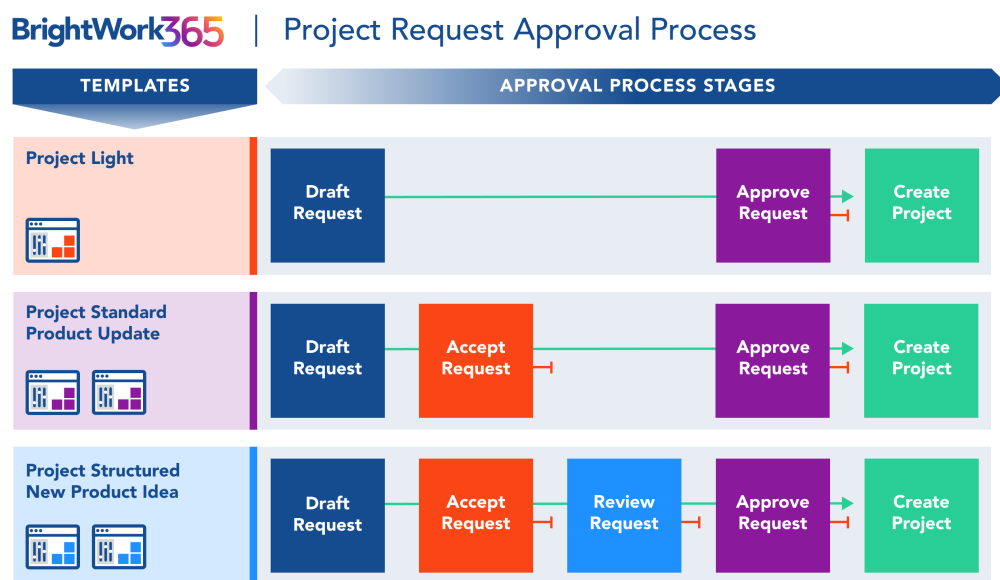 BrightWork365
Project Request Approval Process
TEMPLATES
APPROVAL PROCESS STAGES
Project Light
Draft
Request
Approve
Request
Create
Project
Project Standard
Product Update
Draft
Request
Accept
Request
Approve
Request
Create
Project
Project Structured
New Product Idea
Draft
Request
Accept
Request
Review
Request
Approve
Request
Create
Project